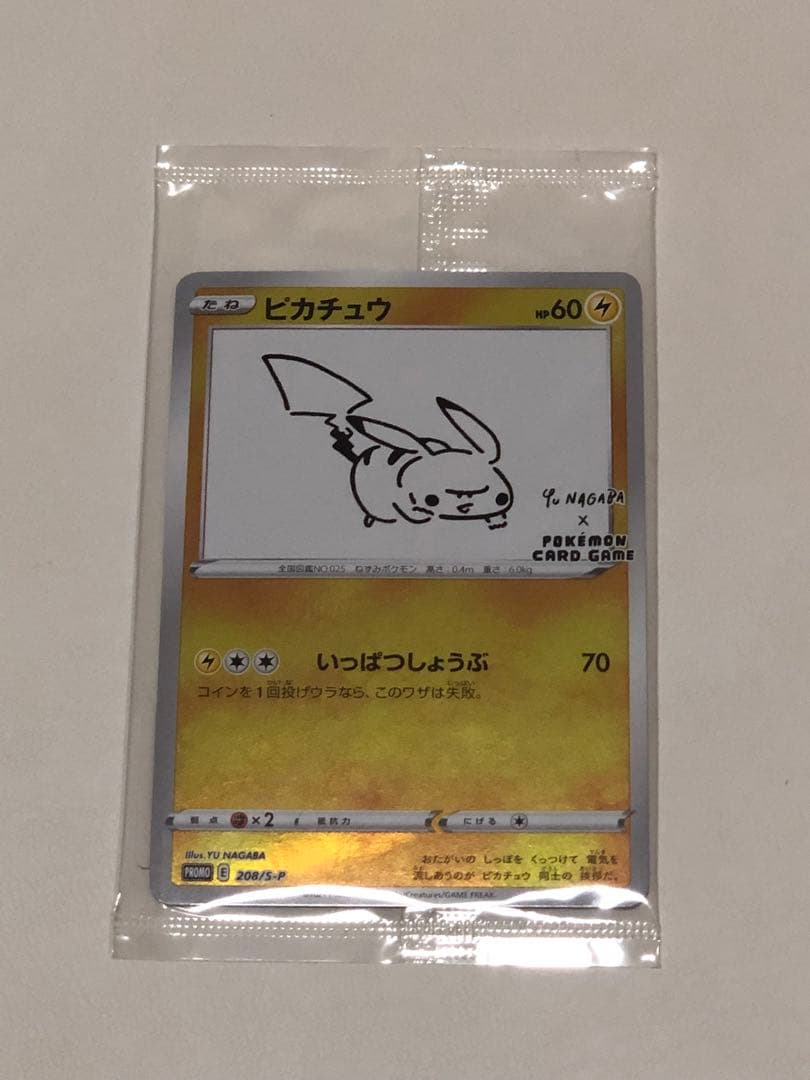 たね ピカチュウ HP60
Yu NAGABA
×
POKÉMON
CARD GAME
全国図鑑NO.025 ねずみポケモン 高さ:0.4m 重さ:6.0kg
いっぱつしょうぶ 70
コインを1回投げウラなら、このワザは失敗。
弱点 ×2 抵抗力 にげる
Illus. YU NAGABA
おたがいの しっぽを くっつけて 電気を
流しあうのが ピカチュウ 同士の 挨拶だ。
PROMO E 208/S-P
/Creatures/GAME FREAK.